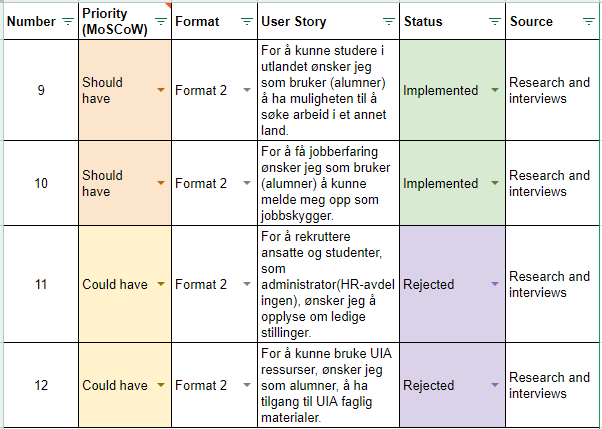 Number
Priority
(MoSCoW)
Format
User Story
Status
Source
9
Should
have
Format 2
For å kunne studere i
utlandet ønsker jeg
som bruker (alumner)
å ha muligheten til å
søke arbeid i et annet
land.
Implemented
Research and
interviews
10
Should
have
Format 2
For å få jobberfaring
ønsker jeg som bruker
(alumner) å kunne
melde meg opp som
jobbskygger.
Implemented
Research and
interviews
11
Could have
Format 2
For å rekruttere
ansatte og studenter,
som
administrator(HR-avdel
ingen), ønsker jeg å
opplyse om ledige
stillinger.
Rejected
Research and
interviews
12
Could have
Format 2
For å kunne bruke UIA
ressurser, ønsker jeg
som alumner, å ha
tilgang til UIA faglig
materialer.
Rejected
Research and
interviews